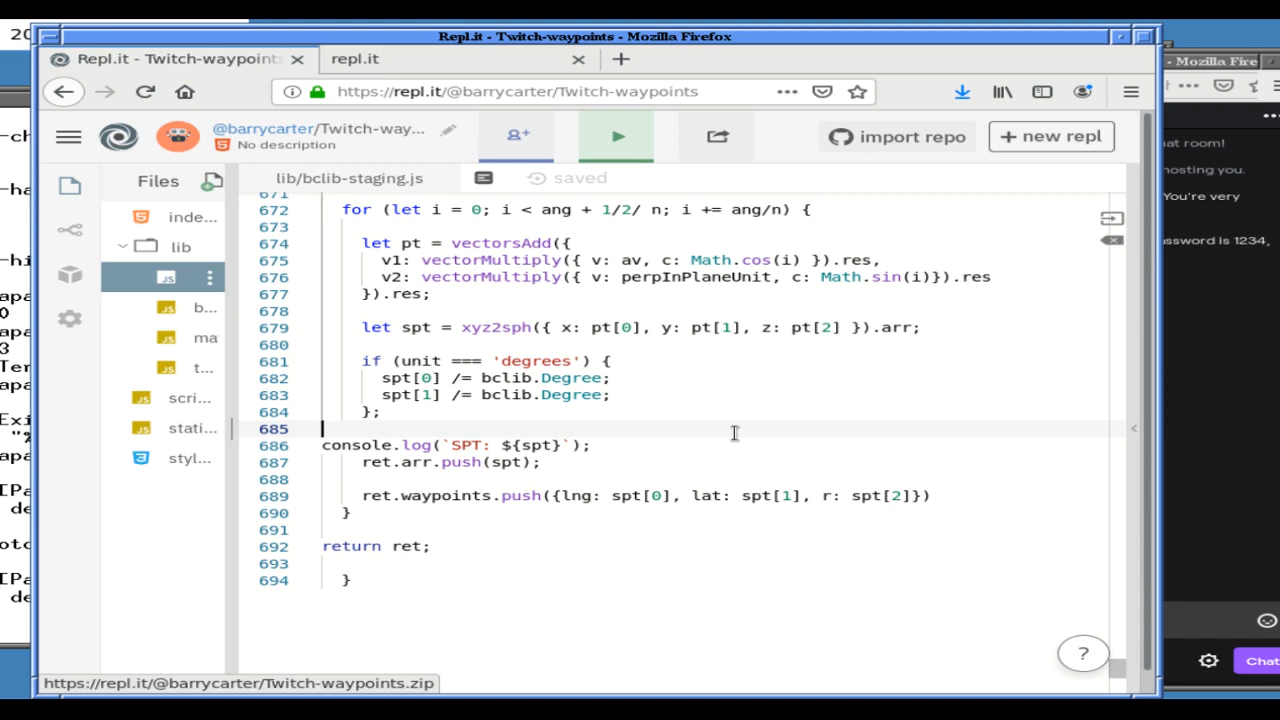 20
Repl.it - Twitch-waypoints - Mozilla Firefox
- Mozilla Fire
Repl.it - Twitch-waypoint
repl.it
https://repl.it/@barrycarter/Twitch-waypoints
@barrycarter/Twitch-way...
No description
import repo
+ new repl
Files
lib/bclib-staging.js
saved
inde...
lib
b...
ma
t...
scri...
stati...
styl...
671
672 for (let i = 0; i < ang + 1/2/ n; i += ang/n) {
673
674 let pt = vectorsAdd({
675 v1: vectorMultiply({ v: av, c: Math.cos(i) }).res,
676 v2: vectorMultiply({ v: perpInPlaneUnit, c: Math.sin(i)}).res
677 }).res;
678
679 let spt = xyz2sph({ x: pt[0], y: pt[1], z: pt[2] }).arr;
680
681 if (unit === 'degrees') {
682 spt[0] /= bclib.Degree;
683 spt[1] /= bclib.Degree;
684 };
685
686 console.log(`SPT: ${spt}`);
687 ret.arr.push(spt);
688
689 ret.waypoints.push({lng: spt[0], lat: spt[1], r: spt[2]})
690 }
691
692 return ret;
693
694 }
?
https://repl.it/@barrycarter/Twitch-waypoints.zip
at room!
osting you.
You're very
ssword is 1234,
Chat